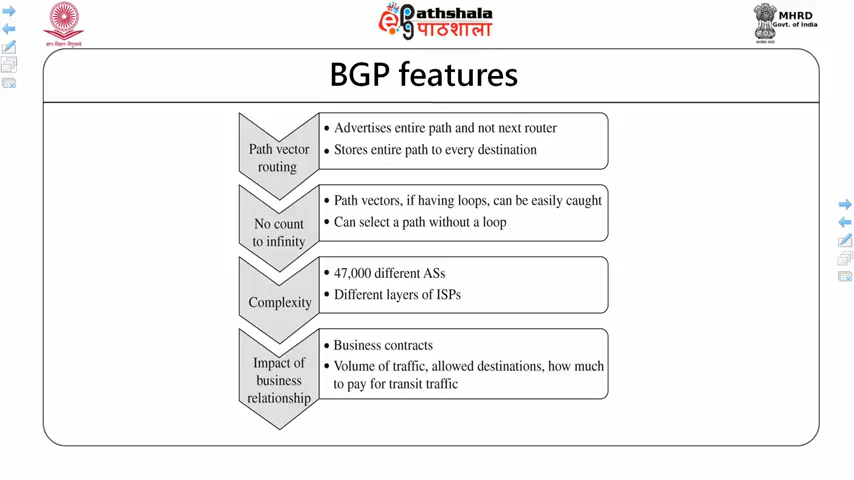 ePathshala
पाठशाला
MHRD
Govt. of India
BGP features
Path vector
routing
• Advertises entire path and not next router
• Stores entire path to every destination
No count
to infinity
• Path vectors, if having loops, can be easily caught
• Can select a path without a loop
Complexity
• 47,000 different ASs
• Different layers of ISPs
Impact of
business
relationship
• Business contracts
• Volume of traffic, allowed destinations, how much
to pay for transit traffic